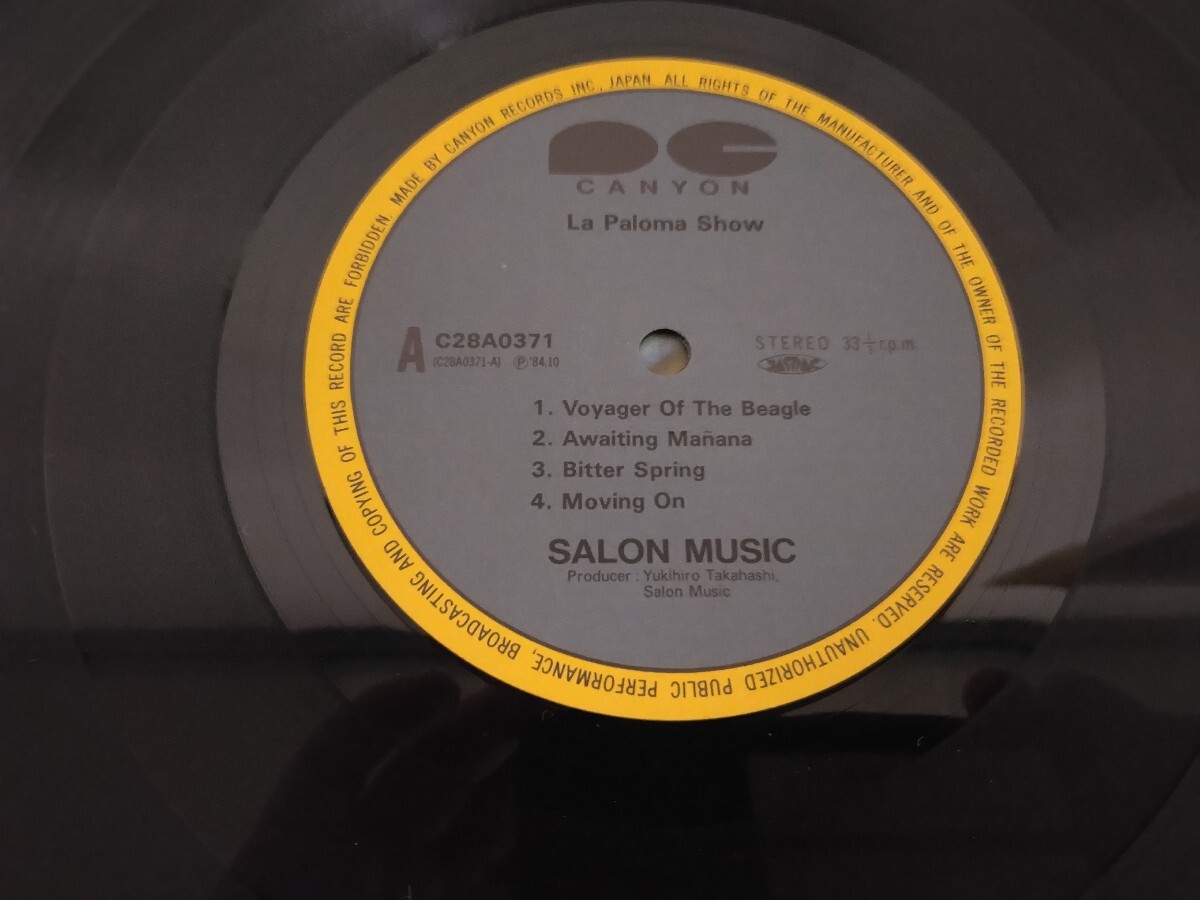 MADE BY CANYON RECORDS INC., JAPAN. ALL RIGHTS OF THE MANUFACTURER AND OF THE OWNER OF THE RECORDED WORK ARE RESERVED. UNAUTHORIZED PUBLIC PERFORMANCE, BROADCASTING AND COPYING OF THIS RECORD ARE FORBIDDEN.
PC
CANYON
La Paloma Show
A C28A0371
(C28A0371-A) Ⓟ '84.10
STEREO 33⅓ r.p.m.
JASRAC
1. Voyager Of The Beagle
2. Awaiting Mañana
3. Bitter Spring
4. Moving On
SALON MUSIC
Producer : Yukihiro Takahashi,
Salon Music